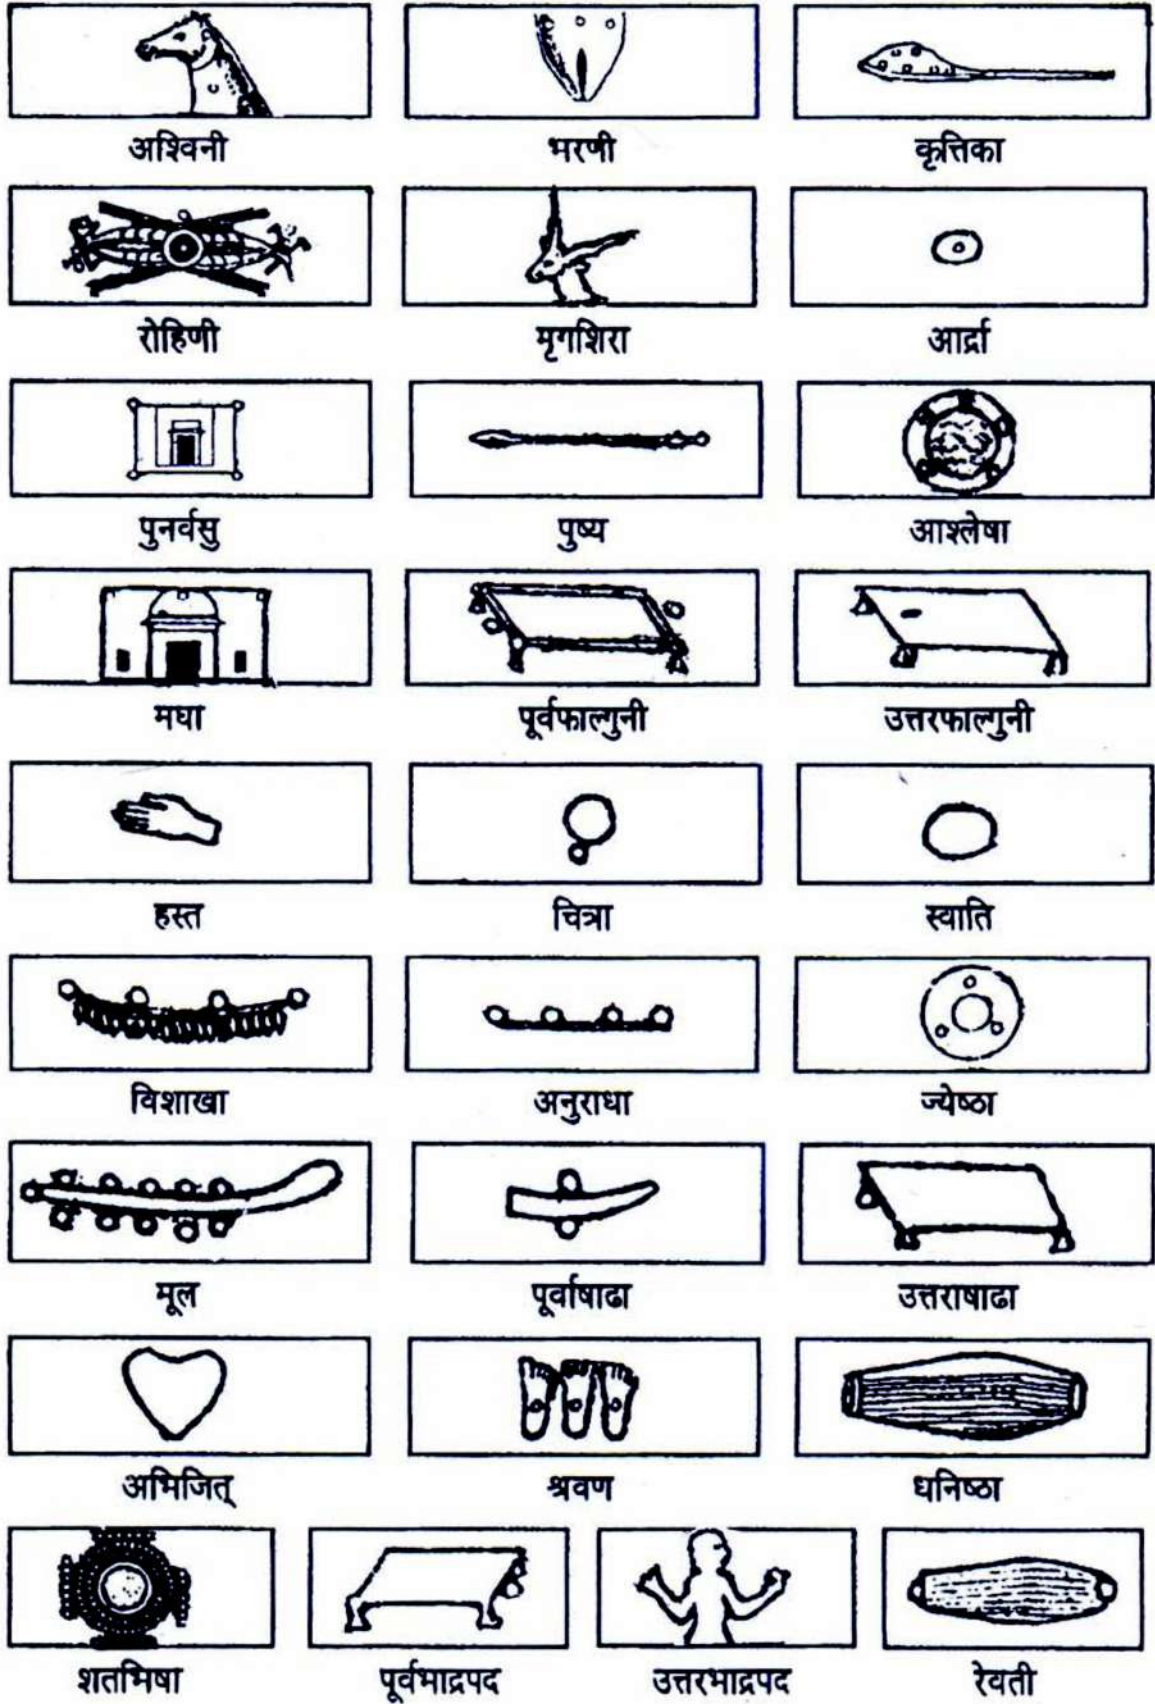 अश्विनी भरणी कृत्तिका
रोहिणी मृगशिरा आर्द्रा
पुनर्वसु पुष्य आश्लेषा
मघा पूर्वफाल्गुनी उत्तरफाल्गुनी
हस्त चित्रा स्वाति
विशाखा अनुराधा ज्येष्ठा
मूल पूर्वाषाढा उत्तराषाढा
अभिजित् श्रवण धनिष्ठा
शतभिषा पूर्वभाद्रपद उत्तरभाद्रपद रेवती